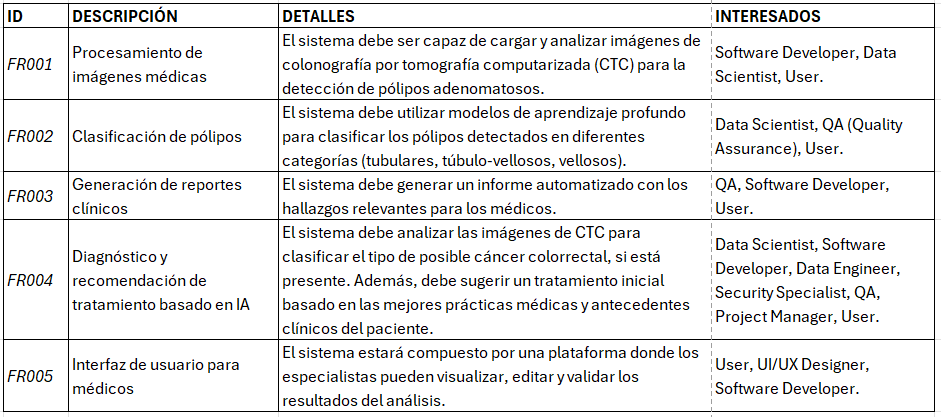 ID DESCRIPCIÓN DETALLES INTERESADOS
FR001
Procesamiento de
imágenes médicas
El sistema debe ser capaz de cargar y analizar imágenes de
colonografía por tomografía computarizada (CTC) para la
detección de pólipos adenomatosos.
Software Developer, Data
Scientist, User.
FR002
Clasificación de pólipos
El sistema debe utilizar modelos de aprendizaje profundo
para clasificar los pólipos detectados en diferentes
categorías (tubulares, túbulo-vellosos, vellosos).
Data Scientist, QA (Quality
Assurance), User.
FR003
Generación de reportes
clínicos
El sistema debe generar un informe automatizado con los
hallazgos relevantes para los médicos.
QA, Software Developer,
User.
FR004
Diagnóstico y
recomendación de
tratamiento basado en IA
El sistema debe analizar las imágenes de CTC para
clasificar el tipo de posible cáncer colorrectal, si está
presente. Además, debe sugerir un tratamiento inicial
basado en las mejores prácticas médicas y antecedentes
clínicos del paciente.
Data Scientist, Software
Developer, Data Engineer,
Security Specialist, QA,
Project Manager, User.
FR005
Interfaz de usuario para
médicos
El sistema estará compuesto por una plataforma donde los
especialistas pueden visualizar, editar y validar los
resultados del análisis.
User, UI/UX Designer,
Software Developer.